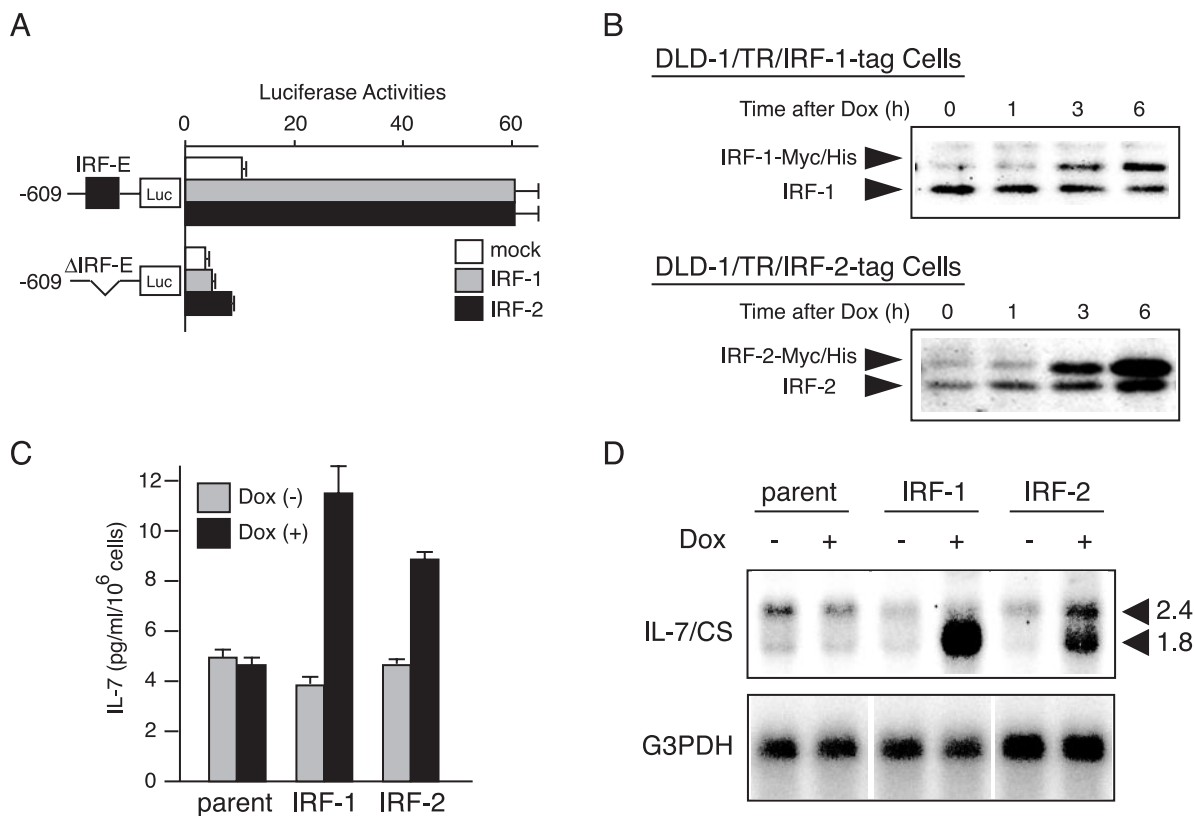 A
Luciferase Activities
0 20 40 60
IRF-E
-609
Luc
ΔIRF-E
-609
Luc
mock
IRF-1
IRF-2
B
DLD-1/TR/IRF-1-tag Cells
Time after Dox (h) 0 1 3 6
IRF-1-Myc/His
IRF-1
DLD-1/TR/IRF-2-tag Cells
Time after Dox (h) 0 1 3 6
IRF-2-Myc/His
IRF-2
C
IL-7 (pg/ml/10⁶ cells)
12
10
8
6
4
2
0
Dox (-)
Dox (+)
parent IRF-1 IRF-2
D
parent IRF-1 IRF-2
Dox - + - + - +
IL-7/CS
2.4
1.8
G3PDH